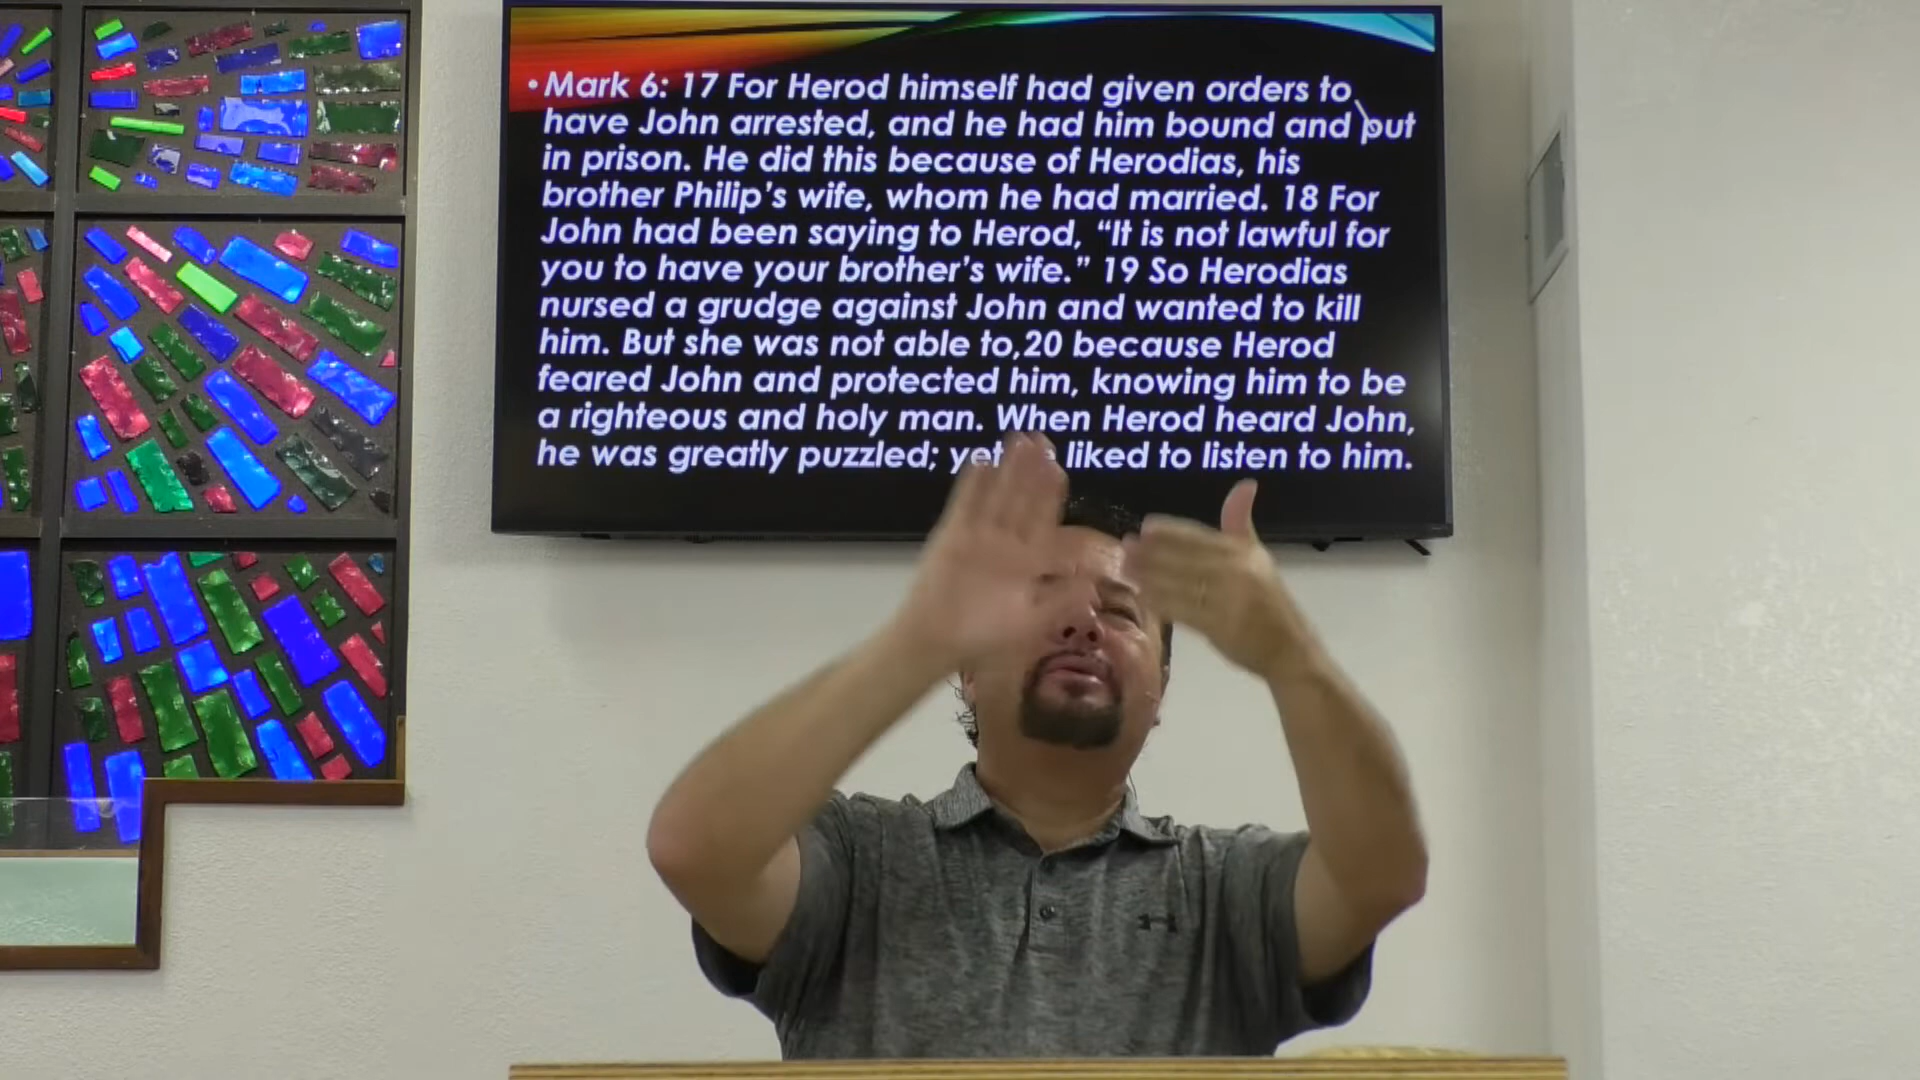 • Mark 6: 17 For Herod himself had given orders to
have John arrested, and he had him bound and put
in prison. He did this because of Herodias, his
brother Philip’s wife, whom he had married. 18 For
John had been saying to Herod, “It is not lawful for
you to have your brother’s wife.” 19 So Herodias
nursed a grudge against John and wanted to kill
him. But she was not able to,20 because Herod
feared John and protected him, knowing him to be
a righteous and holy man. When Herod heard John,
he was greatly puzzled; yet liked to listen to him.